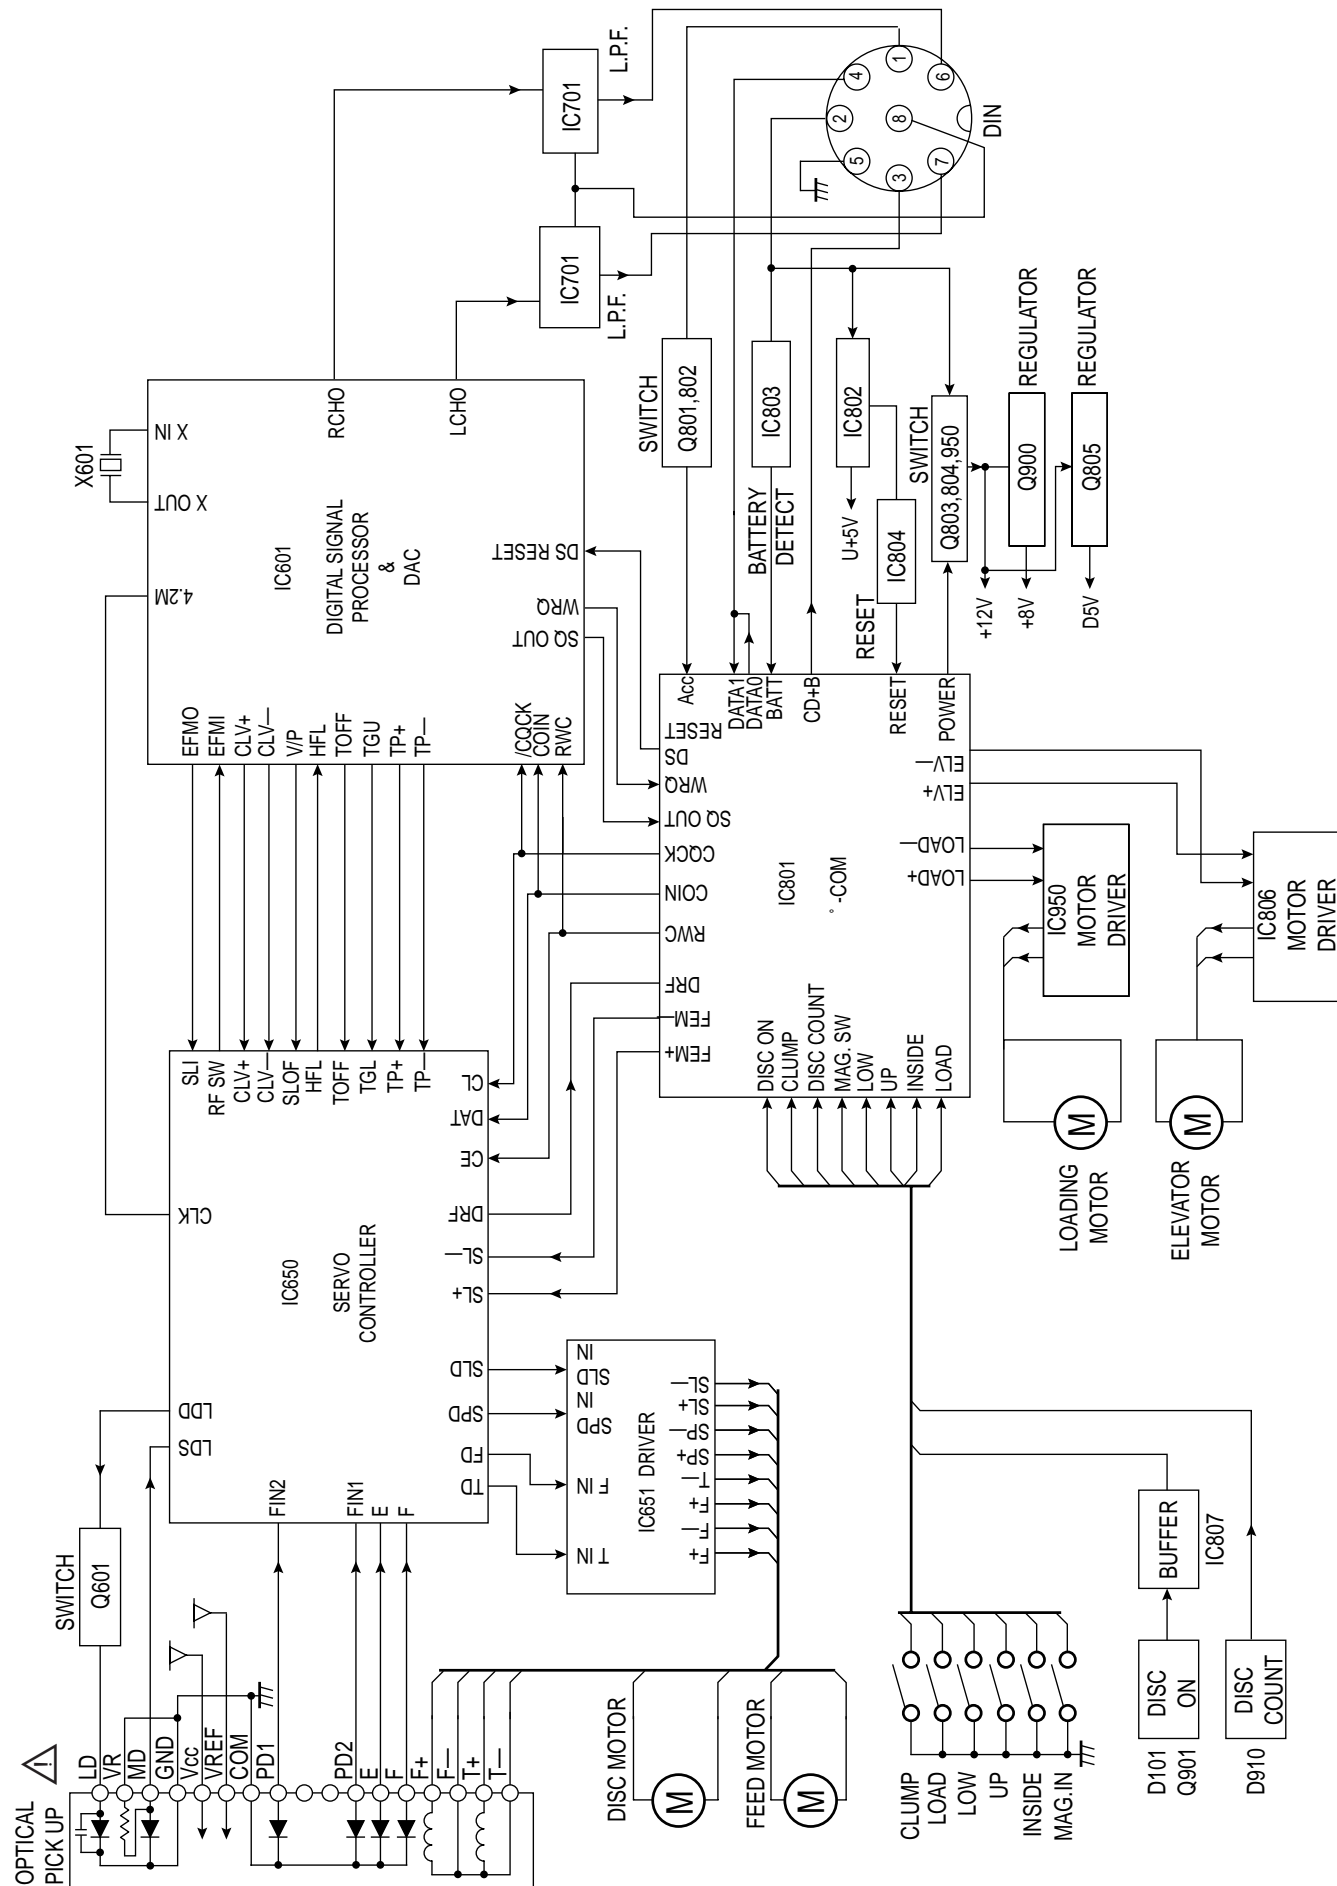 OPTICAL
PICK UP
LD
VR
MD
GND
Vcc
VREF
COM
PD1
PD2
E
F
F+
F—
T+
T—
SWITCH
Q601
LDD
LDS
FIN2
FIN1
E
F
CLK
IC650
SERVO
CONTROLLER
TD
FD
SPD
SLD
SL+
SL—
DRF
CE
DAT
CL
SLI
RF SW
CLV+
CLV—
SLOF
HFL
TOFF
TGL
TP+
TP—
EFMO
EFMI
CLV+
CLV—
V/P
HFL
TOFF
TGU
TP+
TP—
4.2M
X OUT
X IN
X601
IC601
DIGITAL SIGNAL
PROCESSOR
&
DAC
/CQCK
COIN
RWC
SQ OUT
WRQ
DS RESET
RCHO
LCHO
IC701
L.P.F.
IC701
L.P.F.
1
2
3
4
5
6
7
8
DIN
T IN
F IN
SPD
IN
SLD
IN
IC651 DRIVER
F+
F—
F+
T—
SP+
SP—
SL+
SL—
DISC MOTOR
M
FEED MOTOR
M
FEM+
FEM—
DRF
RWC
COIN
CQCK
SQ OUT
WRQ
DS
RESET
Acc
DATA1
DATA0
BATT
CD+B
RESET
POWER
IC801
°-COM
DISC ON
CLUMP
DISC COUNT
MAG. SW
LOW
UP
INSIDE
LOAD
LOAD+
LOAD—
ELV+
ELV—
SWITCH
Q801,802
BATTERY
DETECT
IC803
U+5V
IC802
RESET
IC804
SWITCH
Q803,804,950
+12V
+8V
Q900
REGULATOR
D5V
Q805
REGULATOR
IC950
MOTOR
DRIVER
IC806
MOTOR
DRIVER
LOADING
MOTOR
M
ELEVATOR
MOTOR
M
CLUMP
LOAD
LOW
UP
INSIDE
MAG.IN
D101
Q901
DISC
ON
BUFFER
IC807
D910
DISC
COUNT